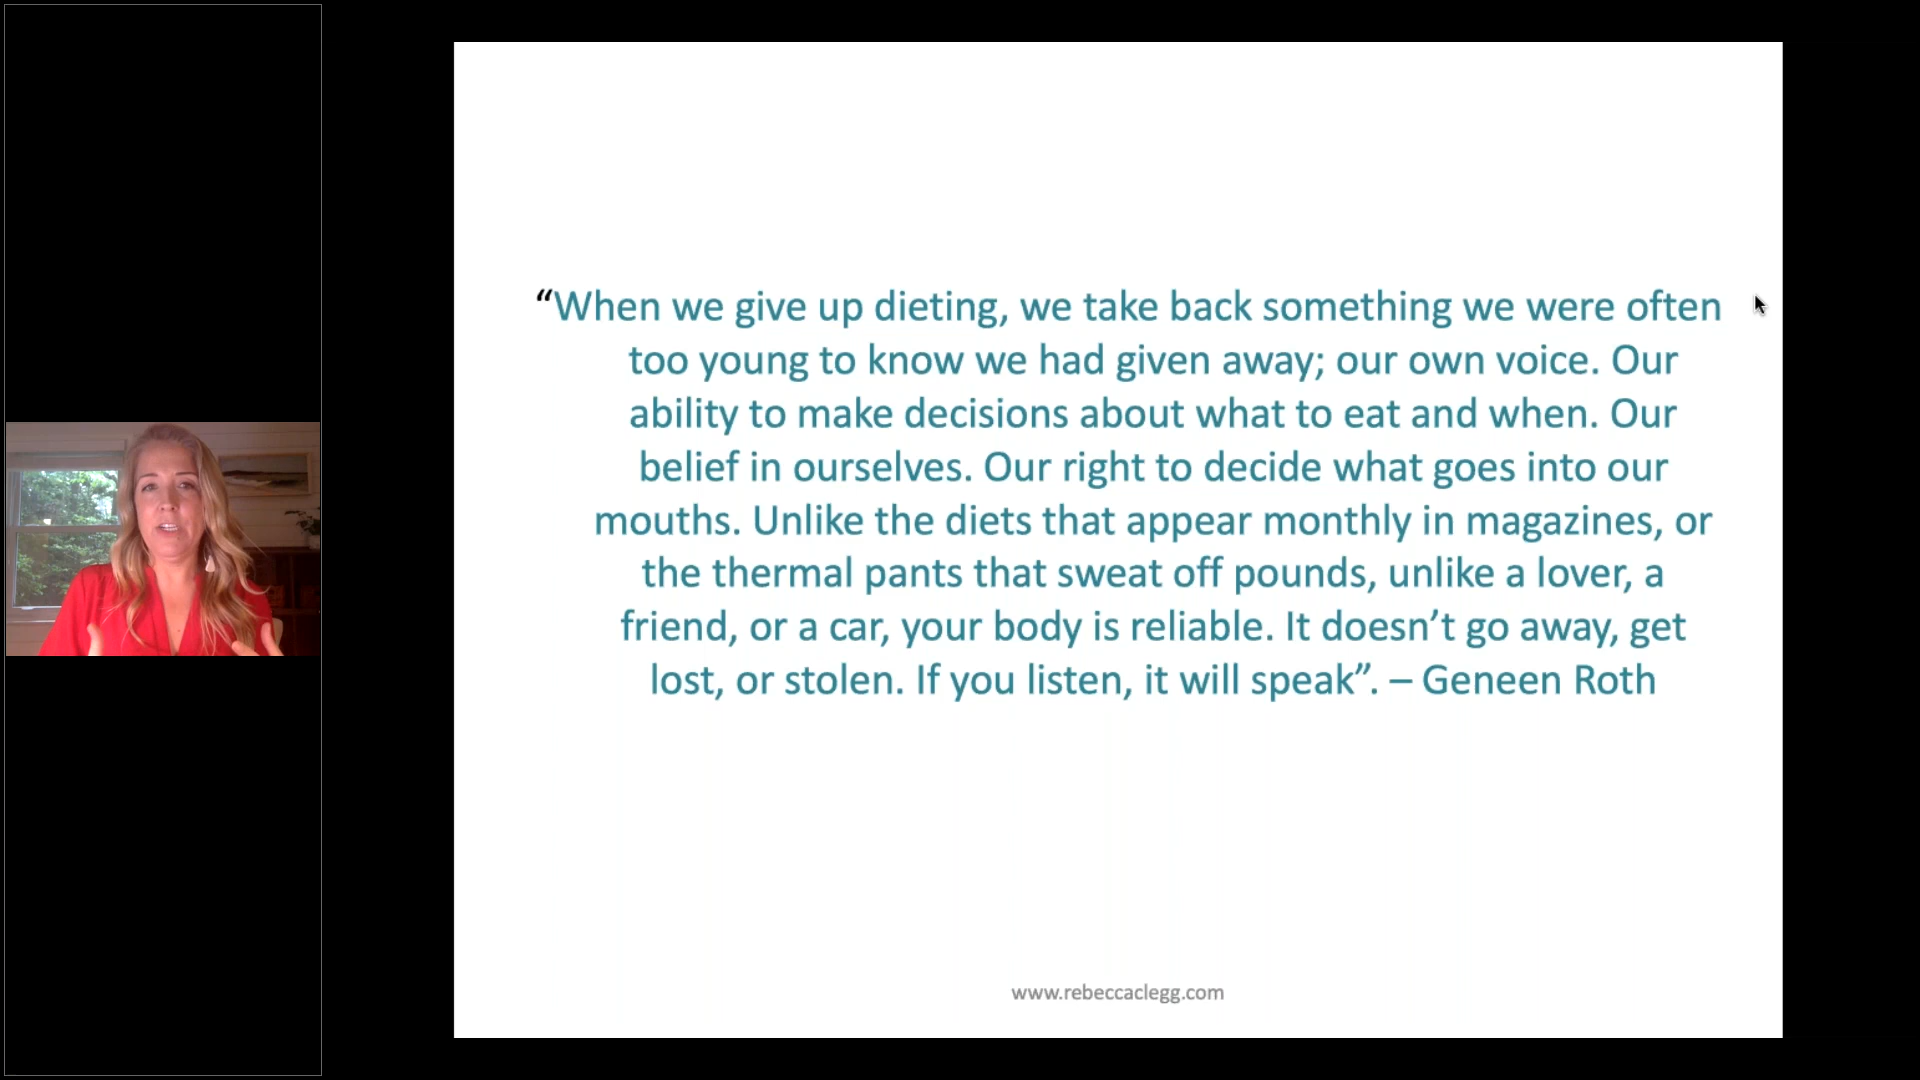 “When we give up dieting, we take back something we were often
too young to know we had given away; our own voice. Our
ability to make decisions about what to eat and when. Our
belief in ourselves. Our right to decide what goes into our
mouths. Unlike the diets that appear monthly in magazines, or
the thermal pants that sweat off pounds, unlike a lover, a
friend, or a car, your body is reliable. It doesn’t go away, get
lost, or stolen. If you listen, it will speak”. – Geneen Roth
www.rebeccaclegg.com